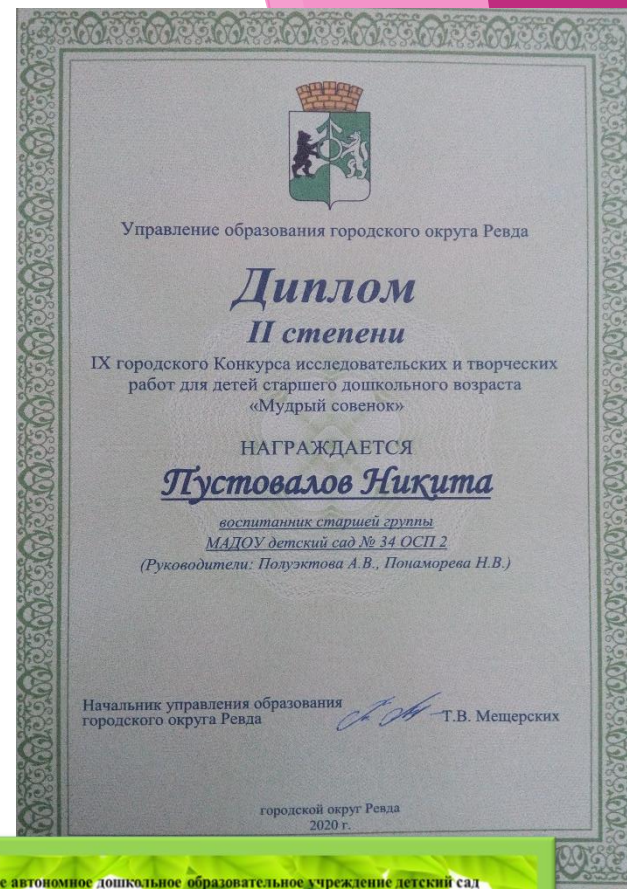 Управление образования городского округа Ревда
Диплом
II степени
IX городского Конкурса исследовательских и творческих
работ для детей старшего дошкольного возраста
«Мудрый совенок»
НАГРАЖДАЕТСЯ
Пустовалов Никита
воспитанник старшей группы
МАДОУ детский сад № 34 ОСП 2
(Руководители: Полуэктова А.В., Понаморева Н.В.)
Начальник управления образования
городского округа Ревда
Т.В. Мещерских
городской округ Ревда
2020 г.
автономное дошкольное образовательное учреждение детский сад